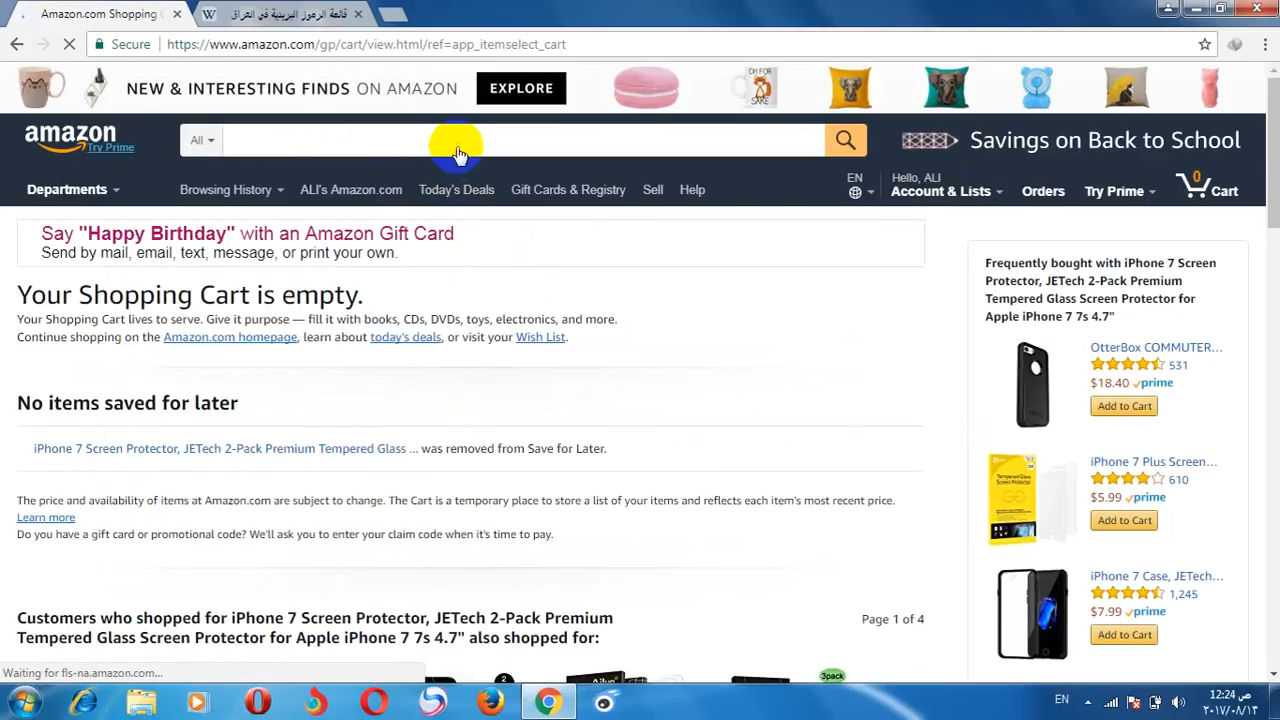 Amazon.com Shopping C
قائمة الرموز البريدية في العراق
Secure
https://www.amazon.com/gp/cart/view.html/ref=app_itemselect_cart
NEW & INTERESTING FINDS ON AMAZON
EXPLORE
OH FOR
SAKE
amazon
Try Prime
All
Savings on Back to School
Departments
Browsing History
ALI's Amazon.com
Today's Deals
Gift Cards & Registry
Sell
Help
EN
Hello, ALI
Account & Lists
Orders
Try Prime
0
Cart
Say "Happy Birthday" with an Amazon Gift Card
Send by mail, email, text, message, or print your own.
Your Shopping Cart is empty.
Your Shopping Cart lives to serve. Give it purpose — fill it with books, CDs, DVDs, toys, electronics, and more.
Continue shopping on the Amazon.com homepage, learn about today's deals, or visit your Wish List.
No items saved for later
iPhone 7 Screen Protector, JETech 2-Pack Premium Tempered Glass ... was removed from Save for Later.
The price and availability of items at Amazon.com are subject to change. The Cart is a temporary place to store a list of your items and reflects each item's most recent price.
Learn more
Do you have a gift card or promotional code? We'll ask you to enter your claim code when it's time to pay.
Customers who shopped for iPhone 7 Screen Protector, JETech 2-Pack Premium
Tempered Glass Screen Protector for Apple iPhone 7 7s 4.7" also shopped for:
Page 1 of 4
2
3pack
Frequently bought with iPhone 7 Screen
Protector, JETech 2-Pack Premium
Tempered Glass Screen Protector for
Apple iPhone 7 7s 4.7"
OtterBox COMMUTER...
531
$18.40 prime
Add to Cart
iPhone 7 Plus Screen...
610
$5.99 prime
Add to Cart
iPhone 7 Case, JETech...
1,245
$7.99 prime
Add to Cart
Waiting for fls-na.amazon.com...
EN
12:24 ص
٢٠١٧/٠٨/١٣